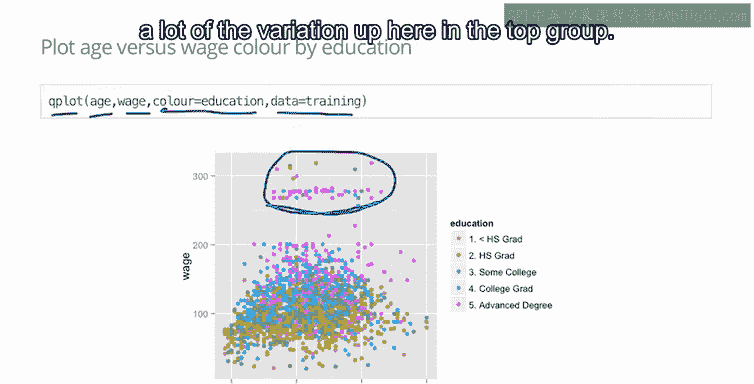 a lot of the variation up here in the top group.
Plot age versus wage colour by education
qplot(age,wage,colour=education,data=training)
300
200
100
wage
education
1. < HS Grad
2. HS Grad
3. Some College
4. College Grad
5. Advanced Degree